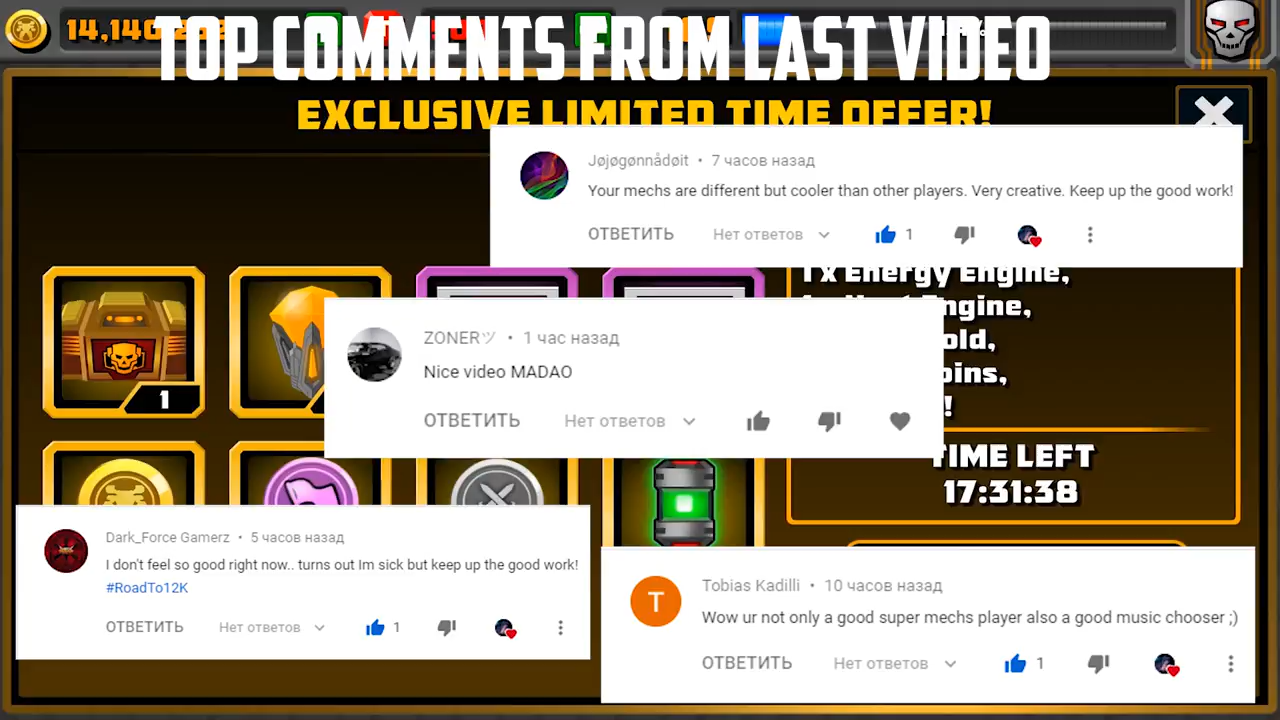 14,140
TOP COMMENTS FROM LAST VIDEO
EXCLUSIVE LIMITED TIME OFFER!
Jøjøgønnådøit • 7 часов назад
Your mechs are different but cooler than other players. Very creative. Keep up the good work!
ОТВЕТИТЬ Нет ответов 1
1x Energy Engine,
Engine,
ZONERツ • 1 час назад
Nice video MADAO
ОТВЕТИТЬ Нет ответов
1
TIME LEFT
17:31:38
Dark_Force Gamerz • 5 часов назад
I don't feel so good right now.. turns out Im sick but keep up the good work!
#RoadTo12K
ОТВЕТИТЬ Нет ответов 1
T
Tobias Kadilli • 10 часов назад
Wow ur not only a good super mechs player also a good music chooser ;)
ОТВЕТИТЬ Нет ответов 1